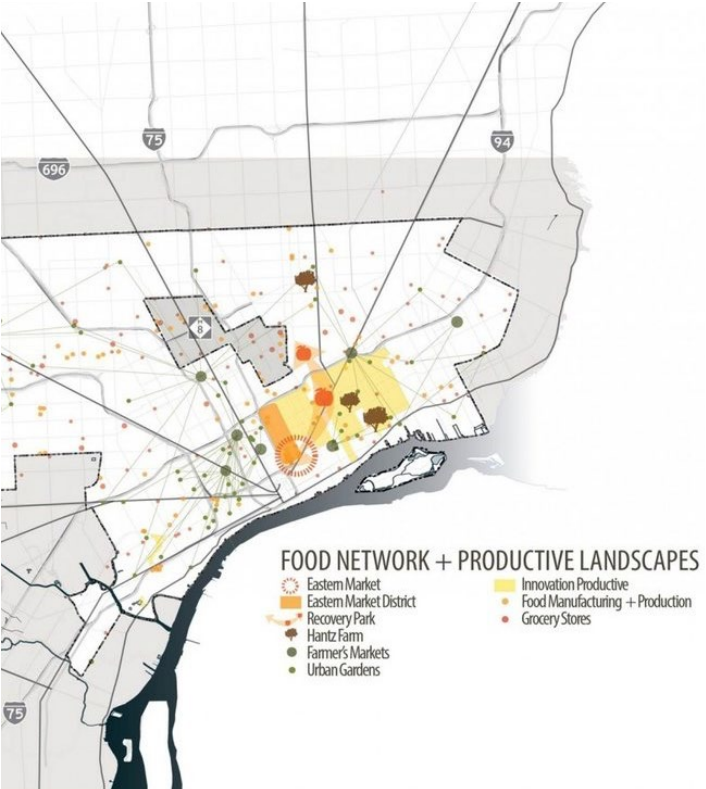 75
94
696
M
8
FOOD NETWORK + PRODUCTIVE LANDSCAPES
Eastern Market
Eastern Market District
Recovery Park
Hantz Farm
Farmer's Markets
Urban Gardens
Innovation Productive
Food Manufacturing + Production
Grocery Stores
75